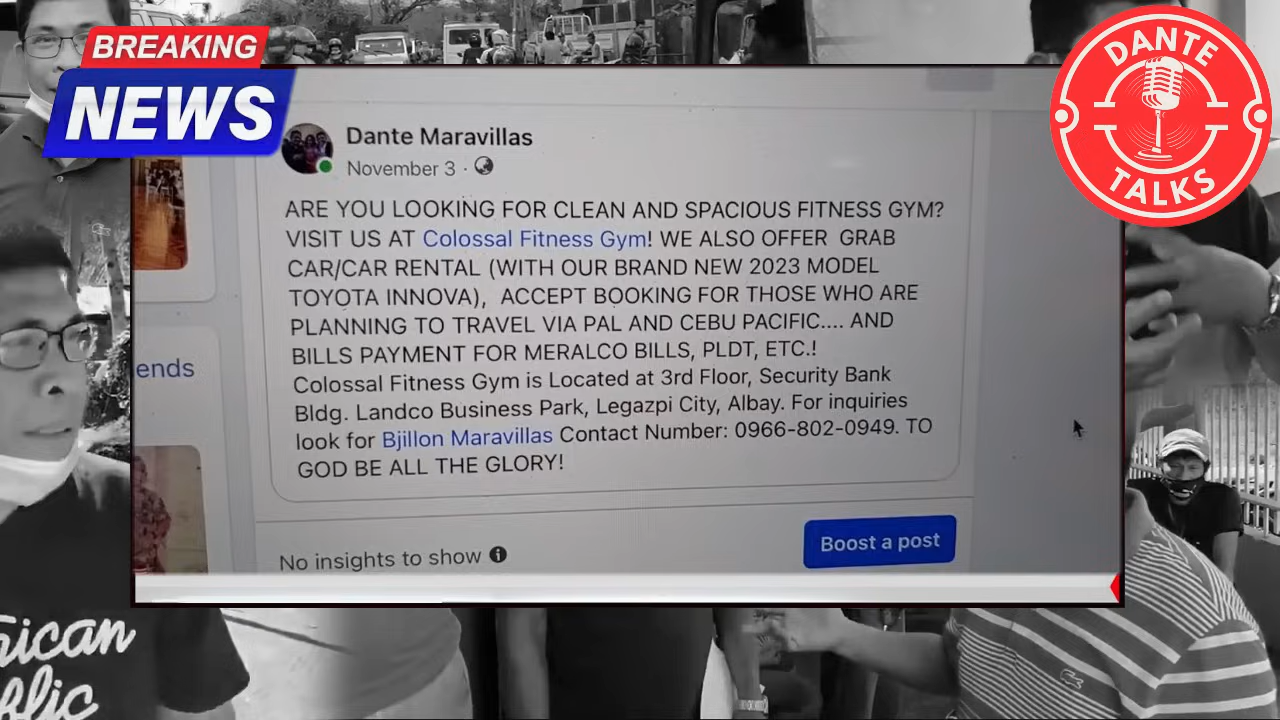 BREAKING
NEWS
DANTE
TALKS
Dante Maravillas
November 3 ·
ARE YOU LOOKING FOR CLEAN AND SPACIOUS FITNESS GYM?
VISIT US AT Colossal Fitness Gym! WE ALSO OFFER GRAB
CAR/CAR RENTAL (WITH OUR BRAND NEW 2023 MODEL
TOYOTA INNOVA), ACCEPT BOOKING FOR THOSE WHO ARE
PLANNING TO TRAVEL VIA PAL AND CEBU PACIFIC.... AND
BILLS PAYMENT FOR MERALCO BILLS, PLDT, ETC.!
Colossal Fitness Gym is Located at 3rd Floor, Security Bank
Bldg. Landco Business Park, Legazpi City, Albay. For inquiries
look for Bjillon Maravillas Contact Number: 0966-802-0949. TO
GOD BE ALL THE GLORY!
ends
No insights to show
Boost a post